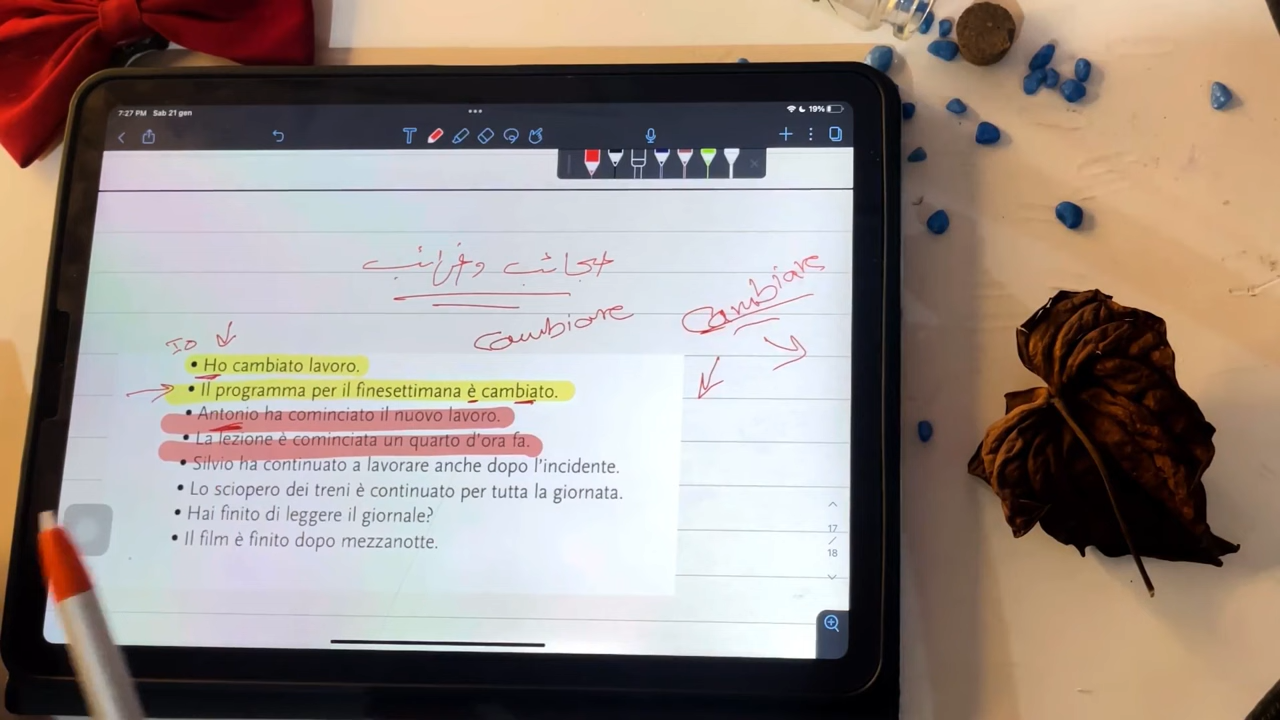 7:27 PM Sab 21 gen
19%
T
عجائب وغرائب
Cambiare
Cambiare
IO
• Ho cambiato lavoro.
• Il programma per il finesettimana è cambiato.
• Antonio ha cominciato il nuovo lavoro.
• La lezione è cominciata un quarto d'ora fa.
• Silvio ha continuato a lavorare anche dopo l'incidente.
• Lo sciopero dei treni è continuato per tutta la giornata.
• Hai finito di leggere il giornale?
• Il film è finito dopo mezzanotte.
17
/
18